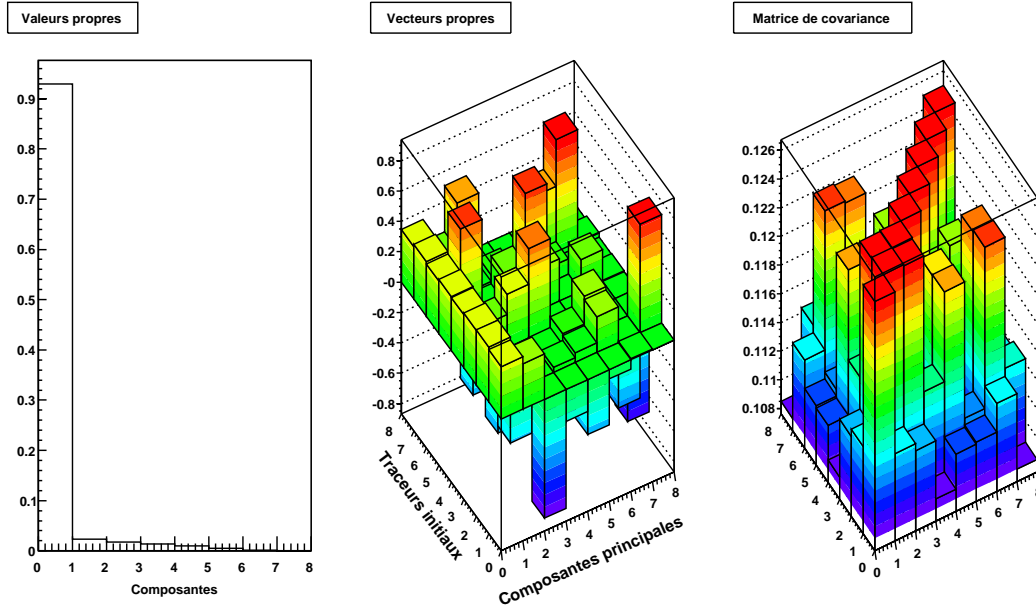 Valeurs propres
0.9
0.8
0.7
0.6
0.5
0.4
0.3
0.2
0.1
0
0 1 2 3 4 5 6 7 8
Composantes
Vecteurs propres
0.8
0.6
0.4
0.2
-0
-0.2
-0.4
-0.6
-0.8
8 7 6 5 4 3 2 1 0
Traceurs initiaux
0 1 2 3 4 5 6 7 8
Composantes principales
Matrice de covariance
0.126
0.124
0.122
0.12
0.118
0.116
0.114
0.112
0.11
0.108
8 7 6 5 4 3 2 1 0
0 1 2 3 4 5 6 7 8